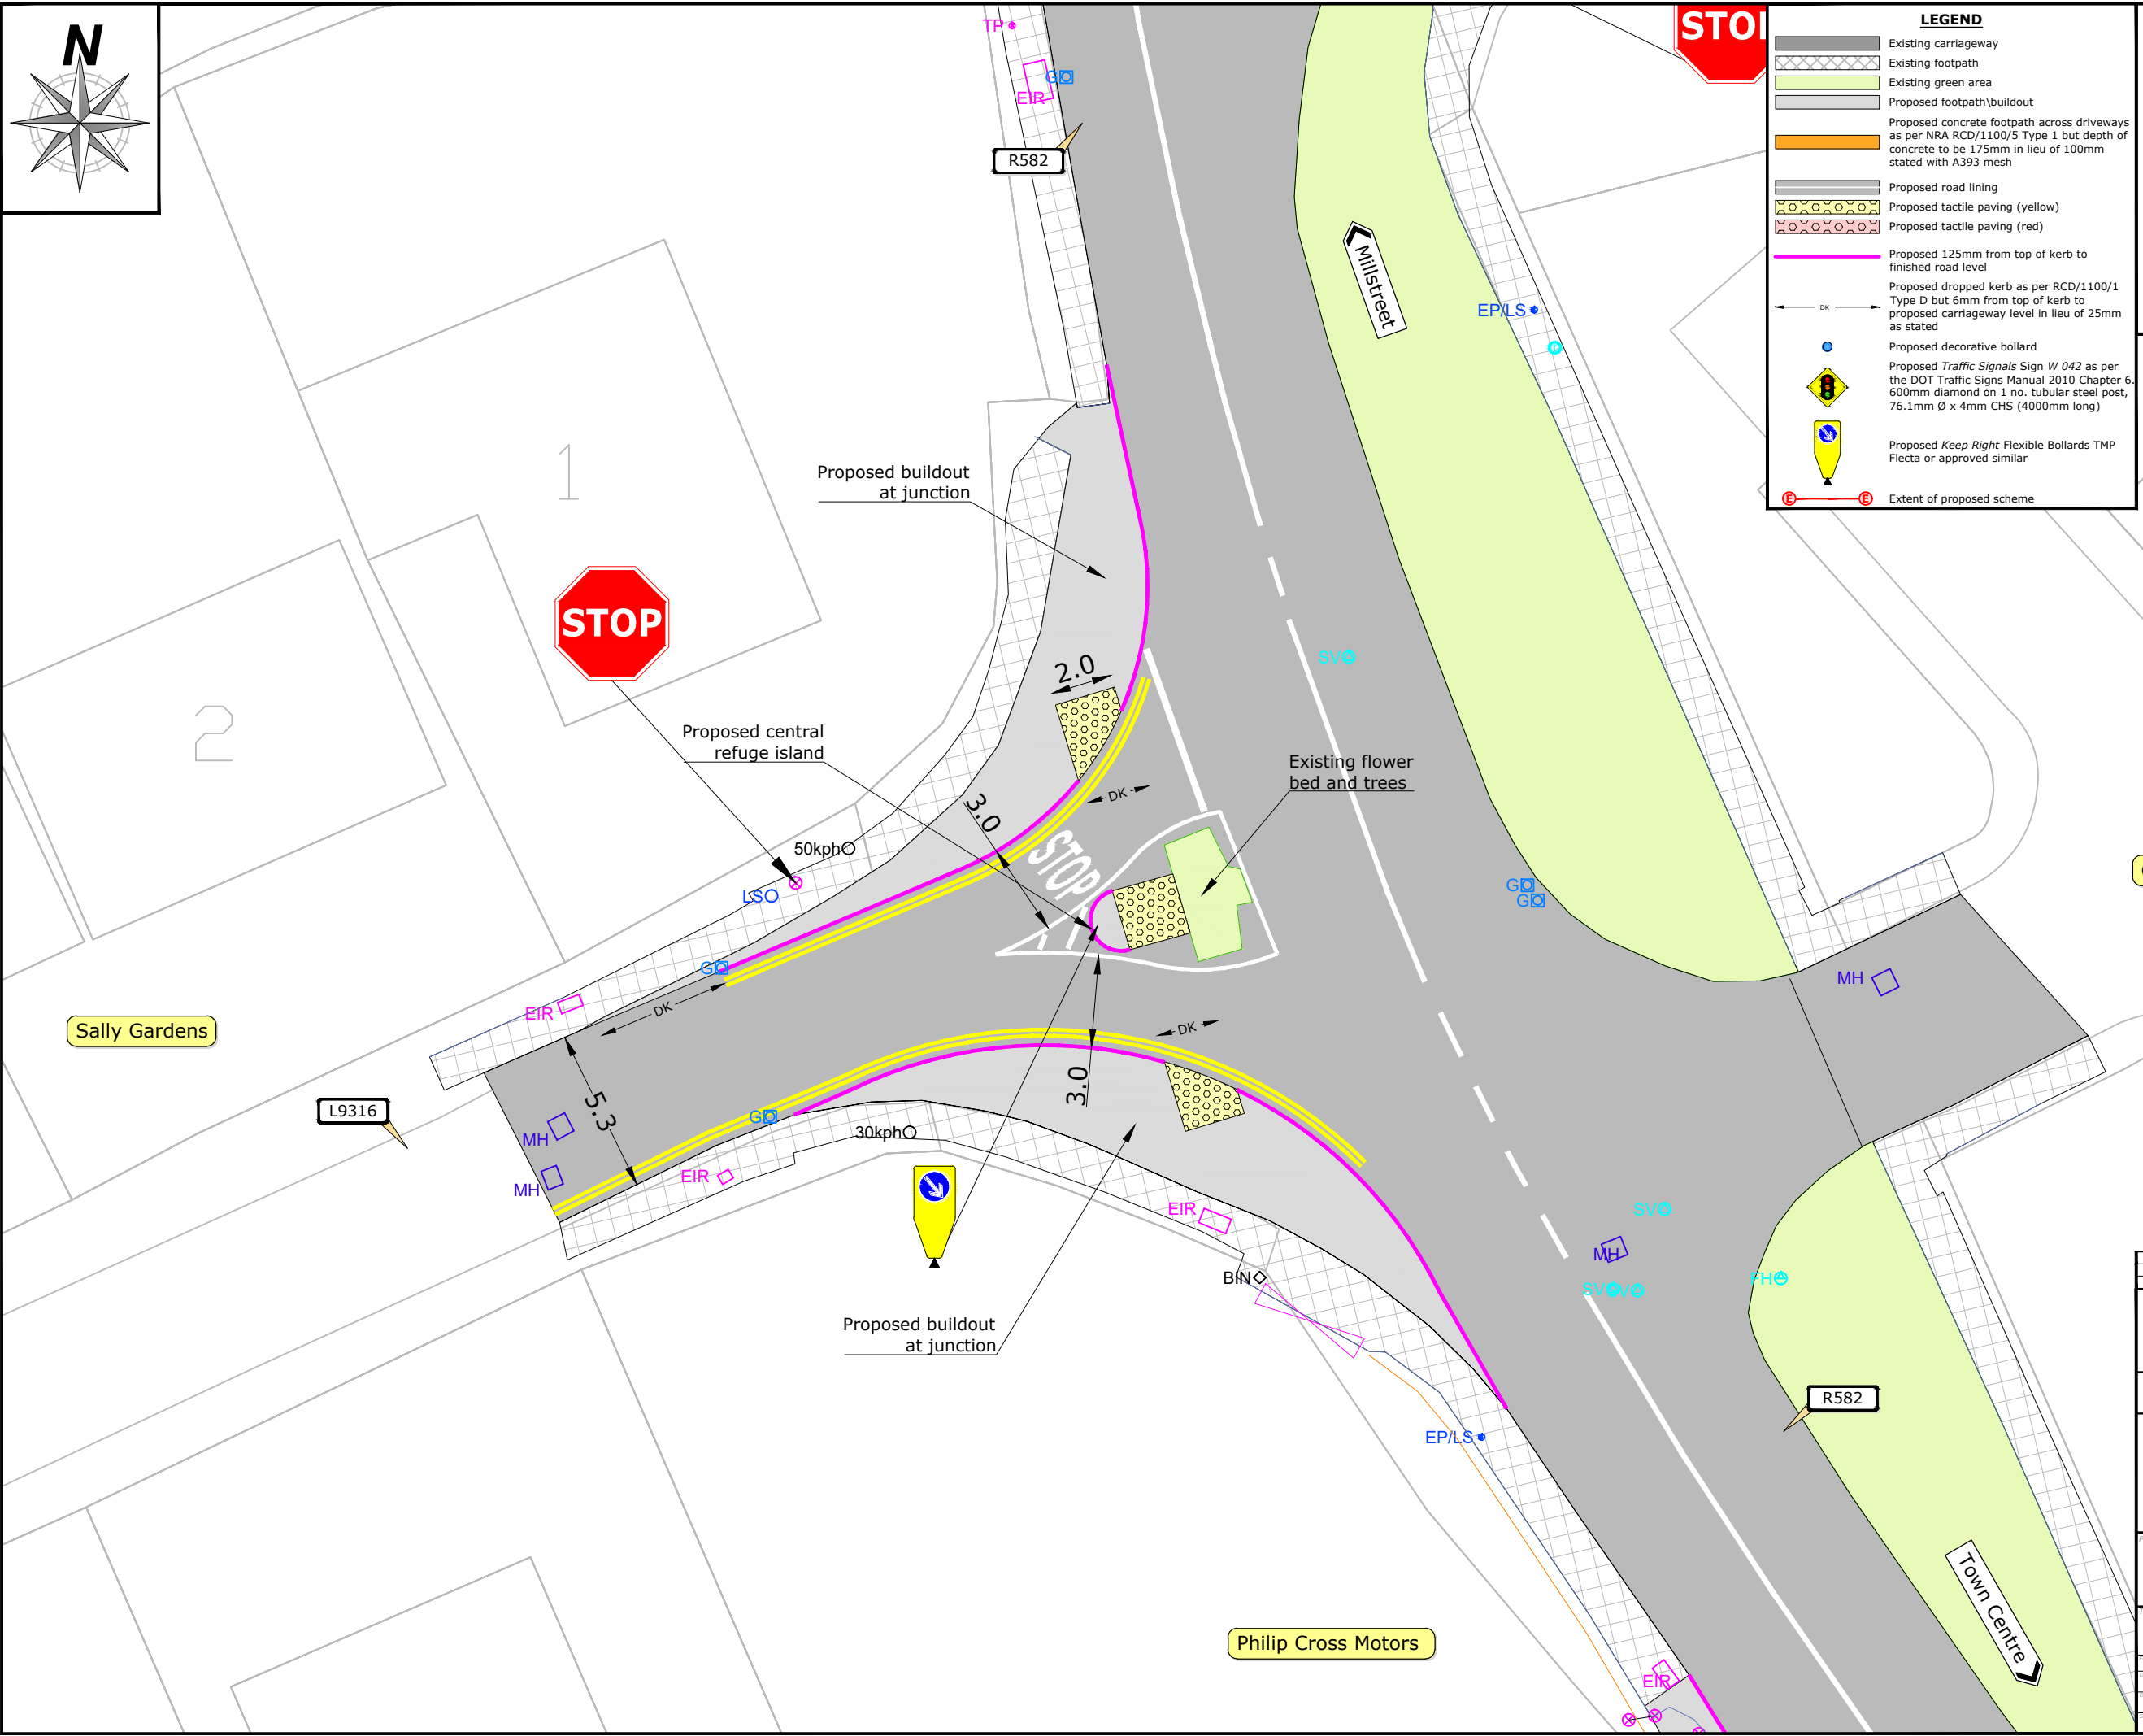 N
LEGEND
Existing carriageway
Existing footpath
Existing green area
Proposed footpath\buildout
Proposed concrete footpath across driveways
as per NRA RCD/1100/5 Type 1 but depth of
concrete to be 175mm in lieu of 100mm
stated with A393 mesh
Proposed road lining
Proposed tactile paving (yellow)
Proposed tactile paving (red)
Proposed 125mm from top of kerb to
finished road level
Proposed dropped kerb as per RCD/1100/1
DK
Type D but 6mm from top of kerb to
proposed carriageway level in lieu of 25mm
as stated
Proposed decorative bollard
Proposed Traffic Signals Sign W 042 as per
the DOT Traffic Signs Manual 2010 Chapter 6.
600mm diamond on 1 no. tubular steel post,
76.1mm Ø x 4mm CHS (4000mm long)
Proposed Keep Right Flexible Bollards TMP
Flecta or approved similar
E E
Extent of proposed scheme
TP
G
EIR
R582
Millstreet
EP/LS
1
Proposed buildout
at junction
STOP
2
SV
2.0
Proposed central
refuge island
Existing flower
bed and trees
DK
3.0
STOP
50kph
LS
G
G
G
MH
EIR
DK
Sally Gardens
DK
3.0
L9316
5.3
G
MH
30kph
EIR
MH
EIR
SV
MH
BIN
FH
SV
V
Proposed buildout
at junction
R582
EP/LS
Town Centre
Philip Cross Motors
EIR